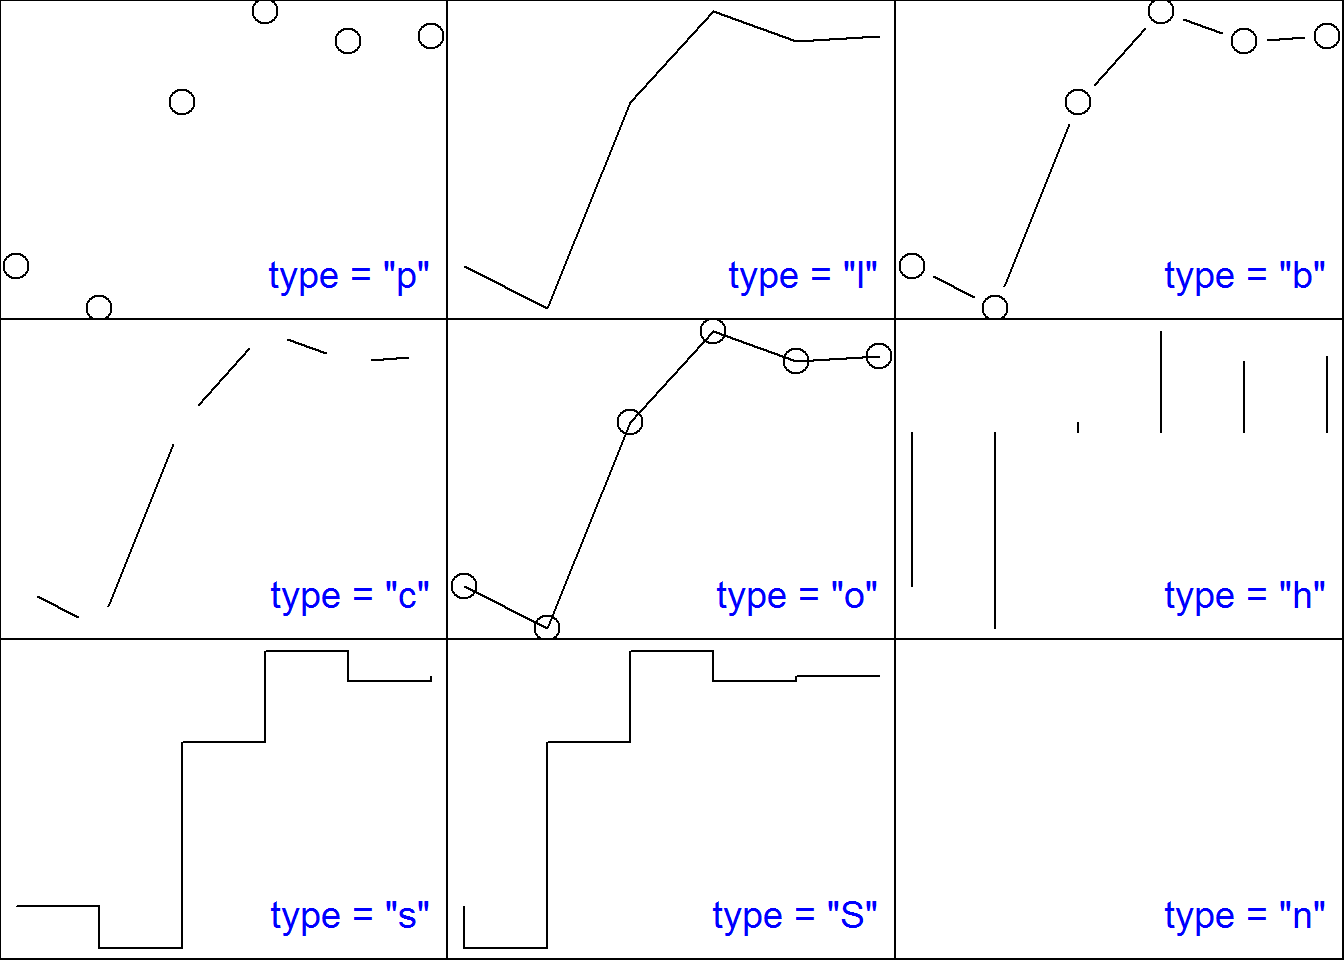 type = "p"
type = "l"
type = "b"
type = "c"
type = "o"
type = "h"
type = "s"
type = "S"
type = "n"